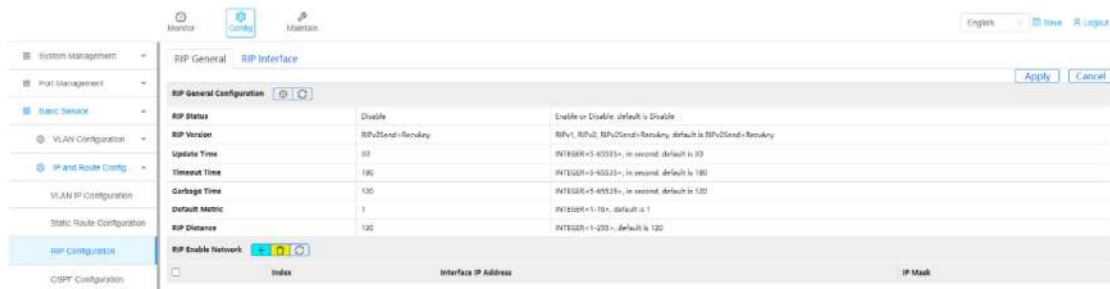 Monitor Config Maintain English Save Logout
System Management
Port Management
Basic Service
VLAN Configuration
IP and Route Config...
VLAN IP Configuration
Static Route Configuration
RIP Configuration
OSPF Configuration
RIP General RIP Interface
Apply Cancel
RIP General Configuration
RIP Status Disable Enable or Disable, default is Disable
RIP Version RIPv2Send+RecvAny RIPv1, RIPv2, RIPv2Send+RecvAny, default is RIPv2Send+RecvAny
Update Time 30 INTEGER<5-65535>, in second, default is 30
Timeout Time 180 INTEGER<5-65535>, in second, default is 180
Garbage Time 120 INTEGER<5-65535>, in second, default is 120
Default Metric 1 INTEGER<1-16>, default is 1
RIP Distance 120 INTEGER<1-255>, default is 120
RIP Enable Network
Index Interface IP Address IP Mask